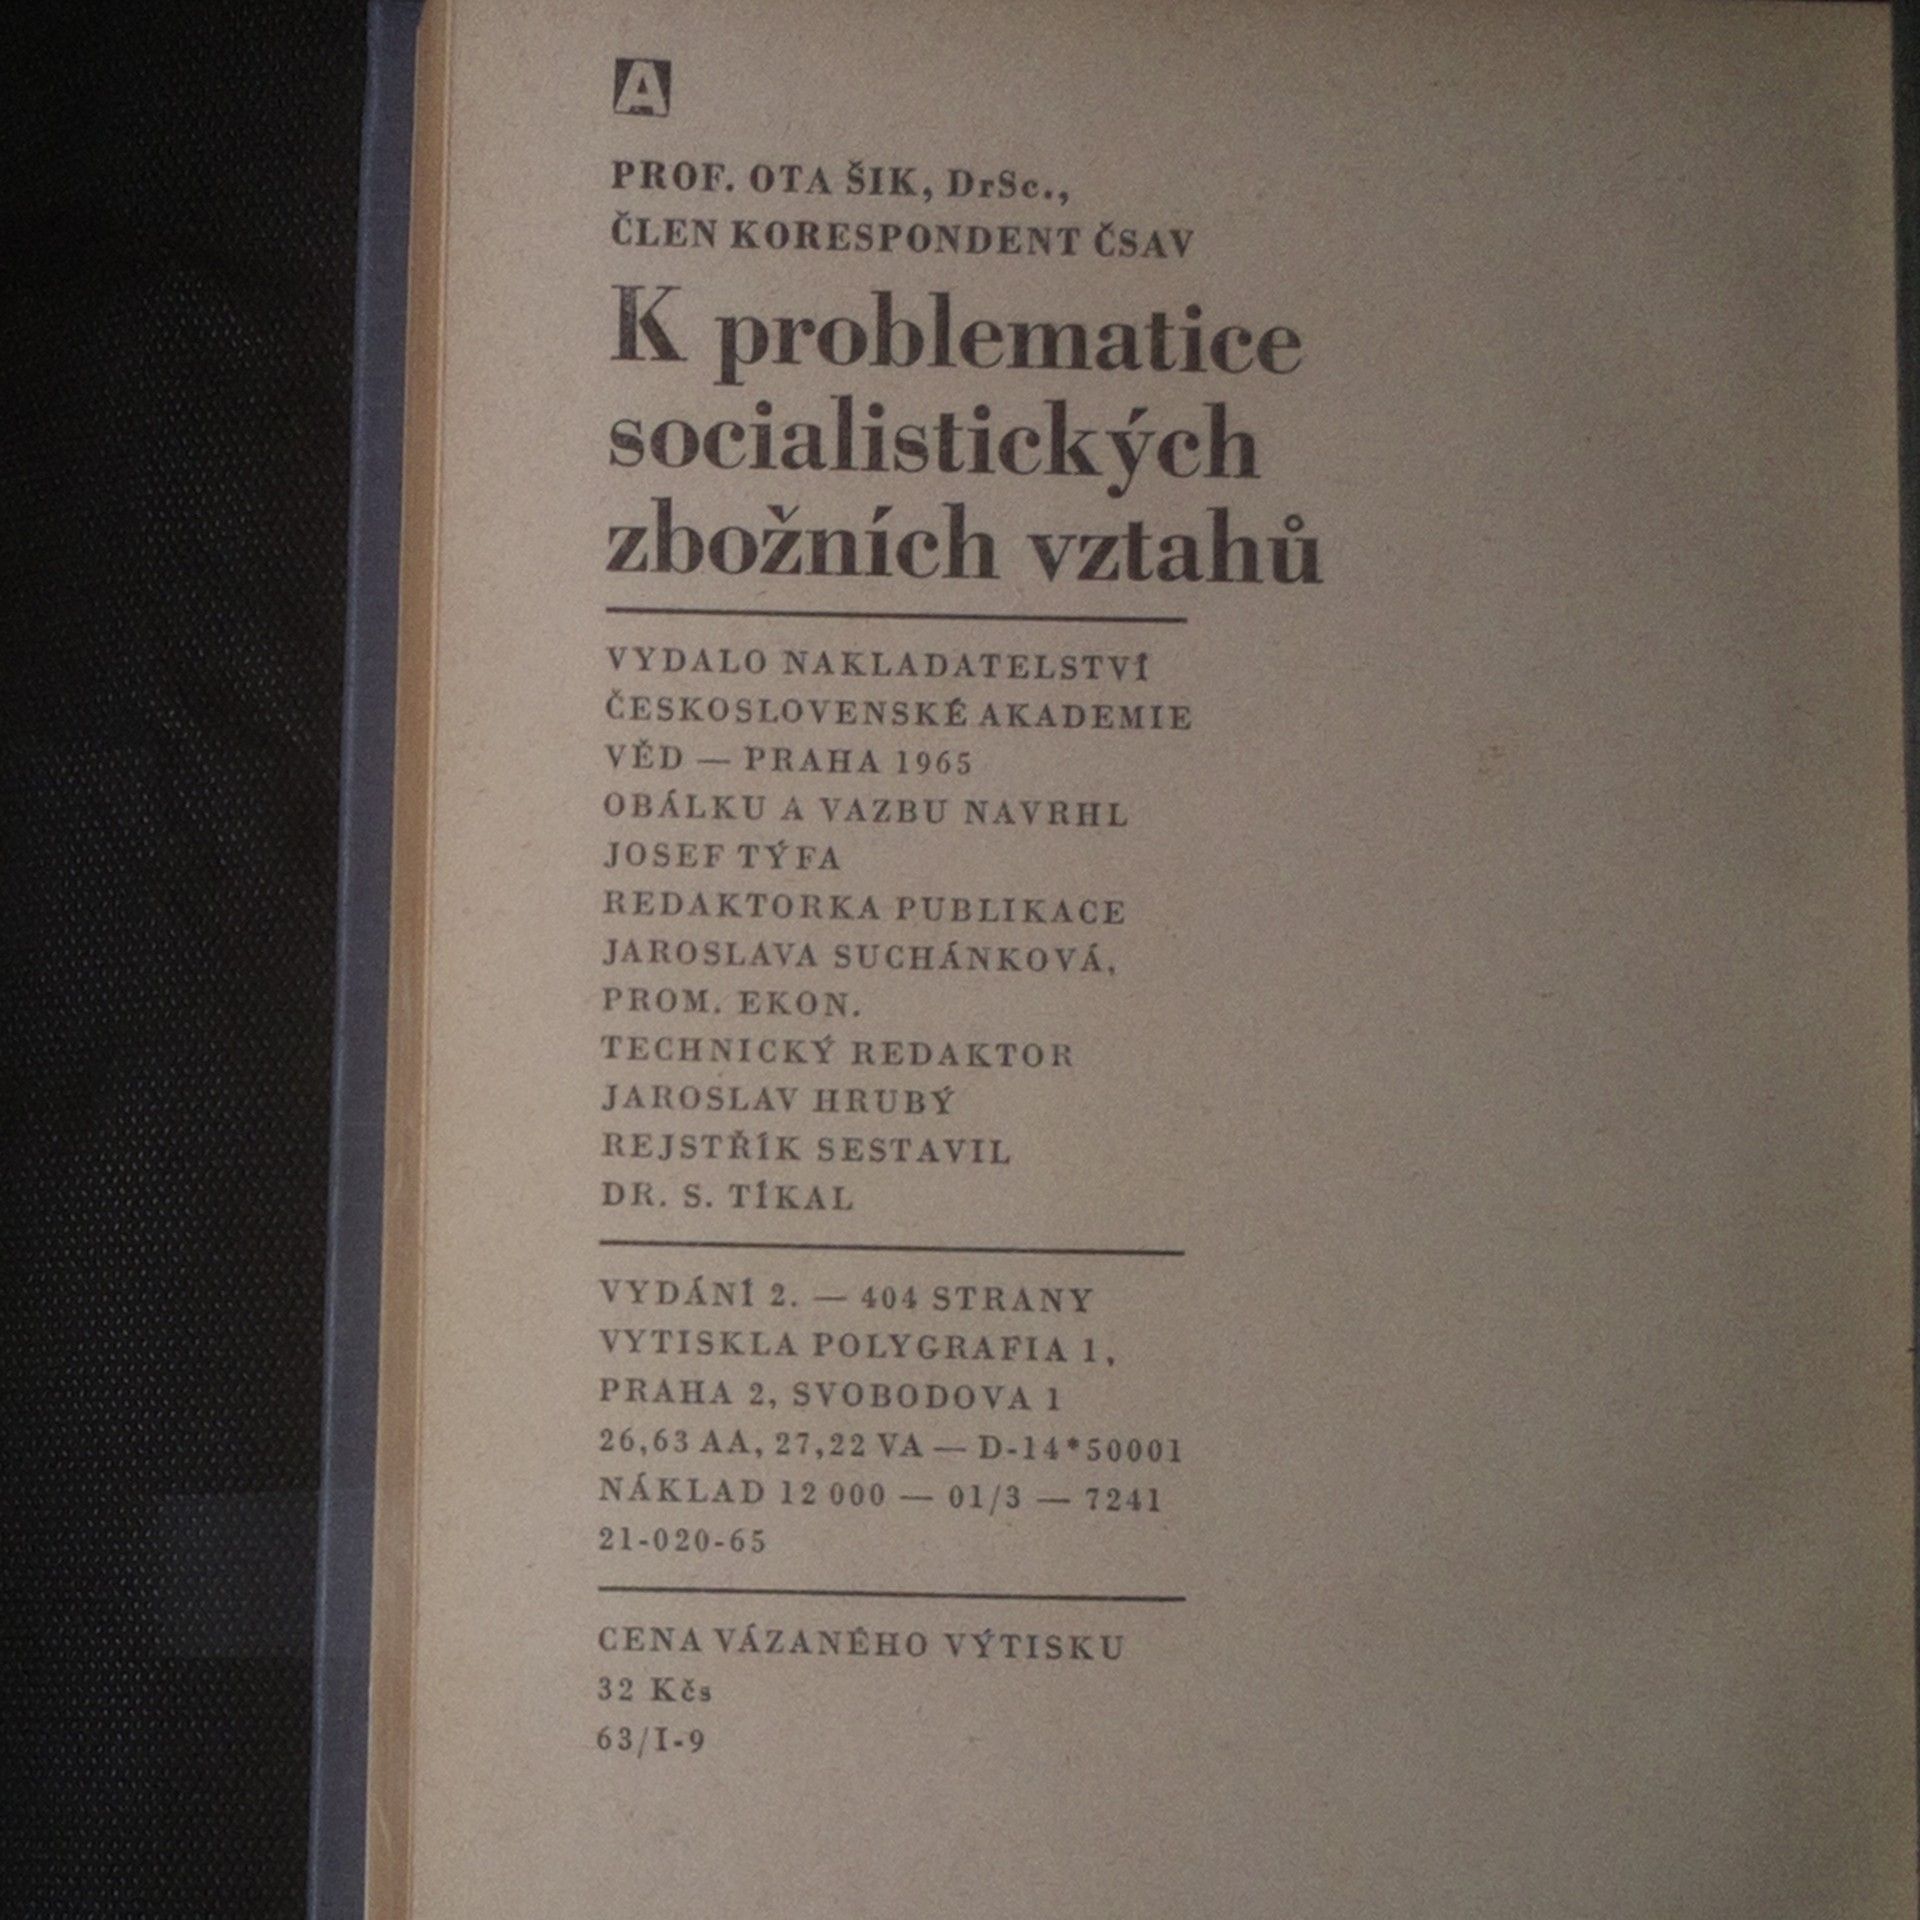 A
PROF. OTA ŠIK, DrSc.,
ČLEN KORESPONDENT ČSAV
K problematice
socialistických
zbožních vztahů
VYDALO NAKLADATELSTVÍ
ČESKOSLOVENSKÉ AKADEMIE
VĚD — PRAHA 1965
OBÁLKU A VAZBU NAVRHL
JOSEF TÝFA
REDAKTORKA PUBLIKACE
JAROSLAVA SUCHÁNKOVÁ,
PROM. EKON.
TECHNICKÝ REDAKTOR
JAROSLAV HRUBÝ
REJSTŘÍK SESTAVIL
DR. S. TÍKAL
VYDÁNÍ 2. — 404 STRANY
VYTISKLA POLYGRAFIA 1,
PRAHA 2, SVOBODOVA 1
26,63 AA, 27,22 VA — D-14*50001
NÁKLAD 12 000 — 01/3 — 7241
21-020-65
CENA VÁZANÉHO VÝTISKU
32 Kčs
63/I-9